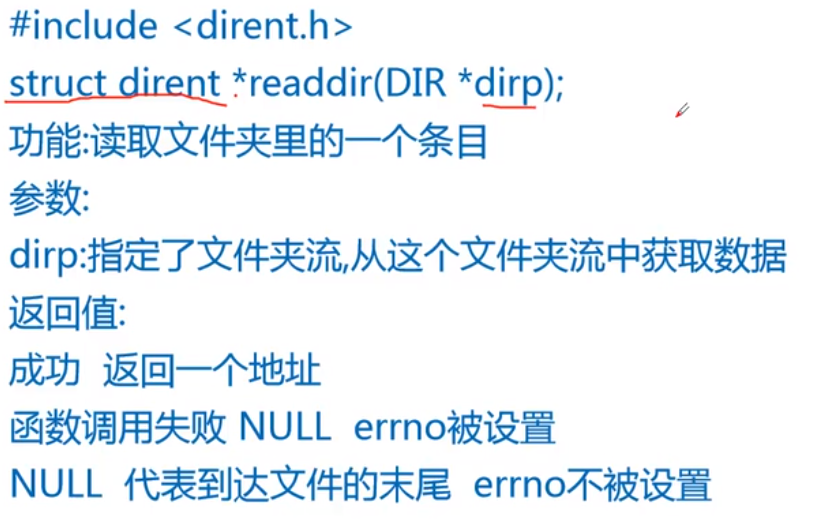 #include <dirent.h>
struct dirent *readdir(DIR *dirp);
功能:读取文件夹里的一个条目
参数:
dirp:指定了文件夹流,从这个文件夹流中获取数据
返回值:
成功  返回一个地址
函数调用失败 NULL  errno被设置
NULL  代表到达文件的末尾  errno不被设置